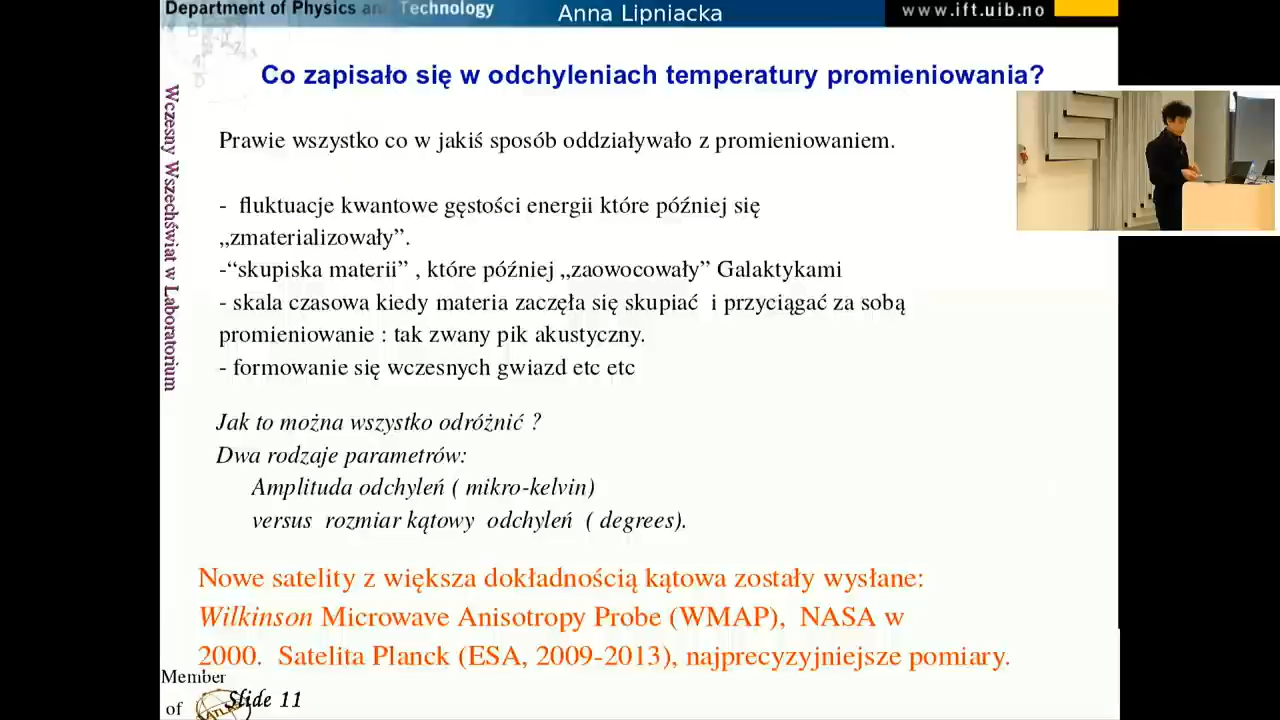 Department of Physics and Technology
Anna Lipniacka
www.ift.uib.no
Wczesny Wszechświat w Laboratorium
Co zapisało się w odchyleniach temperatury promieniowania?
Prawie wszystko co w jakiś sposób oddziaływało z promieniowaniem.
- fluktuacje kwantowe gęstości energii które później się
„zmaterializowały”.
-“skupiska materii” , które później „zaowocowały” Galaktykami
- skala czasowa kiedy materia zaczęła się skupiać i przyciągać za sobą
promieniowanie : tak zwany pik akustyczny.
- formowanie się wczesnych gwiazd etc etc
Jak to można wszystko odróżnić ?
Dwa rodzaje parametrów:
Amplituda odchyleń ( mikro-kelvin)
versus rozmiar kątowy odchyleń ( degrees).
Nowe satelity z większa dokładnością kątowa zostały wysłane:
Wilkinson Microwave Anisotropy Probe (WMAP), NASA w
2000. Satelita Planck (ESA, 2009-2013), najprecyzyjniejsze pomiary.
Member
of
Slide 11